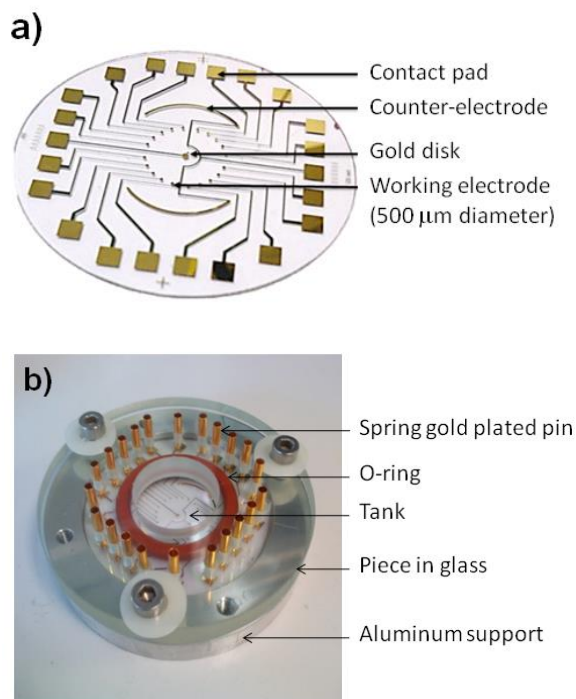 a)
Contact pad
Counter-electrode
Gold disk
Working electrode
(500 μm diameter)
b)
Spring gold plated pin
O-ring
Tank
Piece in glass
Aluminum support